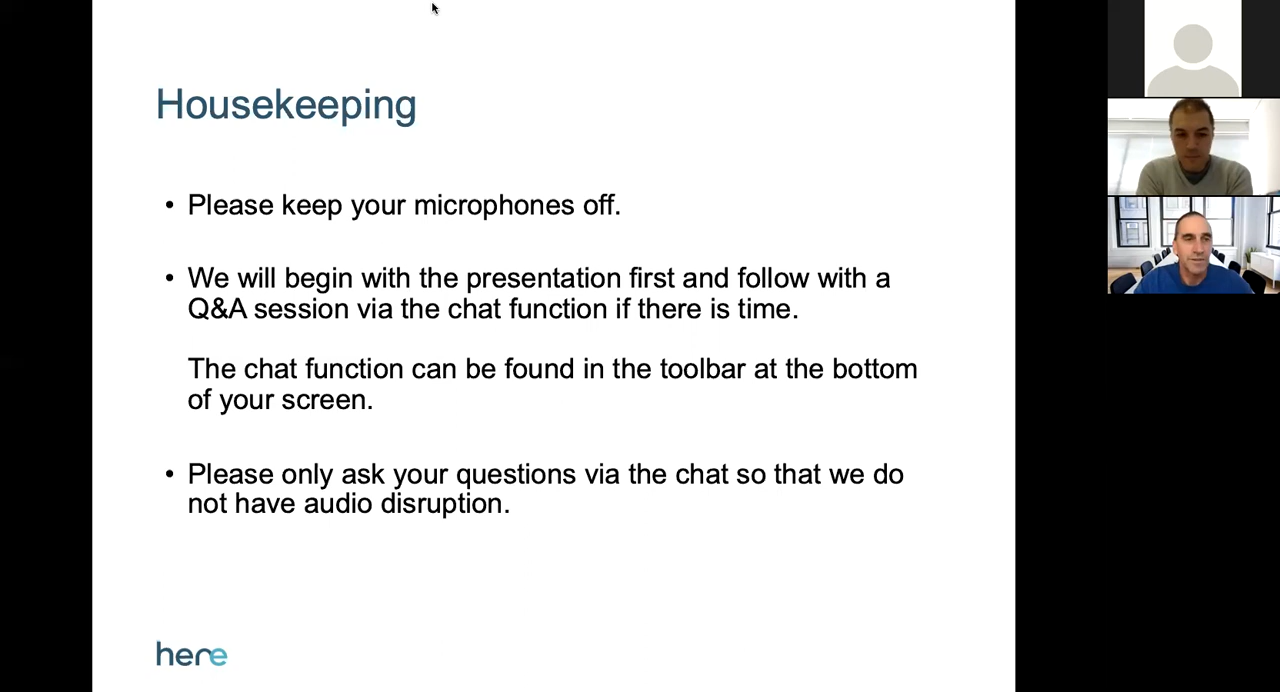 Housekeeping
• Please keep your microphones off.
• We will begin with the presentation first and follow with a
Q&A session via the chat function if there is time.
The chat function can be found in the toolbar at the bottom
of your screen.
• Please only ask your questions via the chat so that we do
not have audio disruption.
here